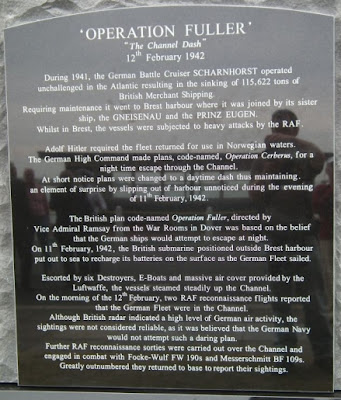 'OPERATION FULLER'
"The Channel Dash"
12th February 1942
During 1941, the German Battle Cruiser SCHARNHORST operated
unchallenged in the Atlantic resulting in the sinking of 115,622 tons of
British Merchant Shipping.
Requiring maintenance it went to Brest harbour where it was joined by its sister
ship, the GNEISENAU and the PRINZ EUGEN.
Whilst in Brest, the vessels were subjected to heavy attacks by the RAF.
Adolf Hitler required the fleet returned for use in Norwegian waters.
The German High Command made plans, code-named, Operation Cerberus, for a
night time escape through the Channel.
At short notice plans were changed to a daytime dash thus maintaining
an element of surprise by slipping out of harbour unnoticed during the evening
of 11th February, 1942.
The British plan code-named Operation Fuller, directed by
Vice Admiral Ramsay from the War Rooms in Dover was based on the belief
that the German ships would attempt to escape at night.
On 11th February, 1942, the British submarine positioned outside Brest harbour
put out to sea to recharge its batteries on the surface as the German Fleet sailed.
Escorted by six Destroyers, E-Boats and massive air cover provided by the
Luftwaffe, the vessels steamed steadily up the Channel.
On the morning of the 12th February, two RAF reconnaissance flights reported
that the German Fleet were in the Channel.
Although British radar indicated a high level of German air activity, the
sightings were not considered reliable, as it was believed that the German Navy
would not attempt such a daring plan.
Further RAF reconnaissance sorties were carried out over the Channel and
engaged in combat with Focke-Wulf FW 190s and Messerschmitt BF 109s.
Greatly outnumbered they returned to base to report their sightings.